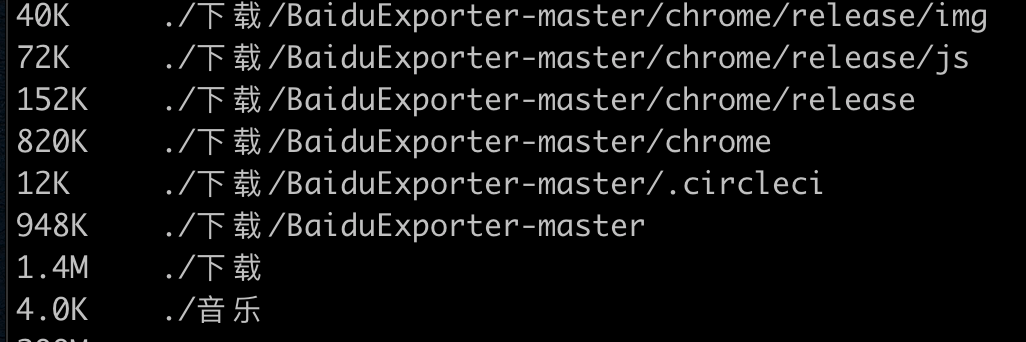 40K ./下载/BaiduExporter-master/chrome/release/img
72K ./下载/BaiduExporter-master/chrome/release/js
152K ./下载/BaiduExporter-master/chrome/release
820K ./下载/BaiduExporter-master/chrome
12K ./下载/BaiduExporter-master/.circleci
948K ./下载/BaiduExporter-master
1.4M ./下载
4.0K ./音乐